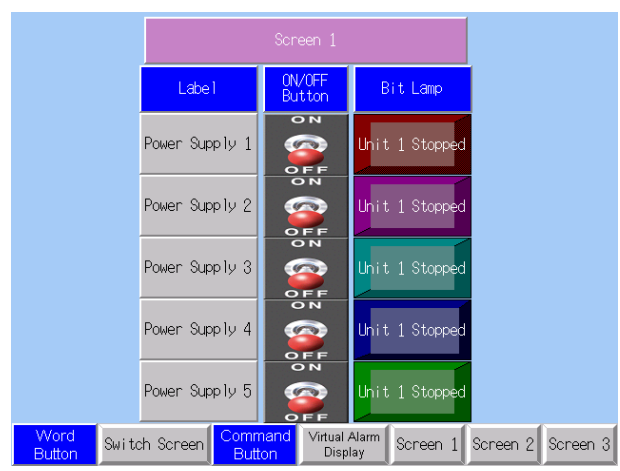 Screen 1
Label
ON/OFF
Button
Bit Lamp
Power Supply 1
ON
OFF
Unit 1 Stopped
Power Supply 2
ON
OFF
Unit 1 Stopped
Power Supply 3
ON
OFF
Unit 1 Stopped
Power Supply 4
ON
OFF
Unit 1 Stopped
Power Supply 5
ON
OFF
Unit 1 Stopped
Word
Button
Switch Screen
Command
Button
Virtual Alarm
Display
Screen 1
Screen 2
Screen 3